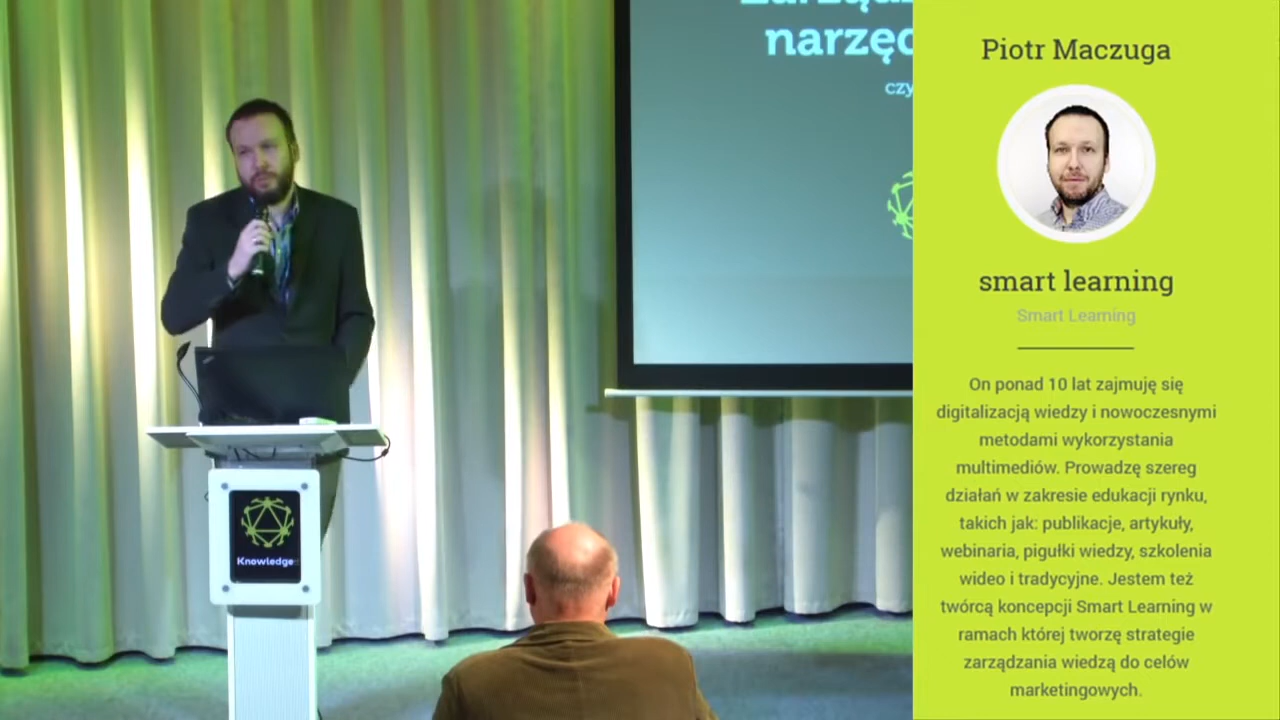 narzęd
czy
Knowledge
Piotr Maczuga
smart learning
Smart Learning
On ponad 10 lat zajmuję się
digitalizacją wiedzy i nowoczesnymi
metodami wykorzystania
multimediów. Prowadzę szereg
działań w zakresie edukacji rynku,
takich jak: publikacje, artykuły,
webinaria, pigułki wiedzy, szkolenia
wideo i tradycyjne. Jestem też
twórcą koncepcji Smart Learning w
ramach której tworzę strategie
zarządzania wiedzą do celów
marketingowych.